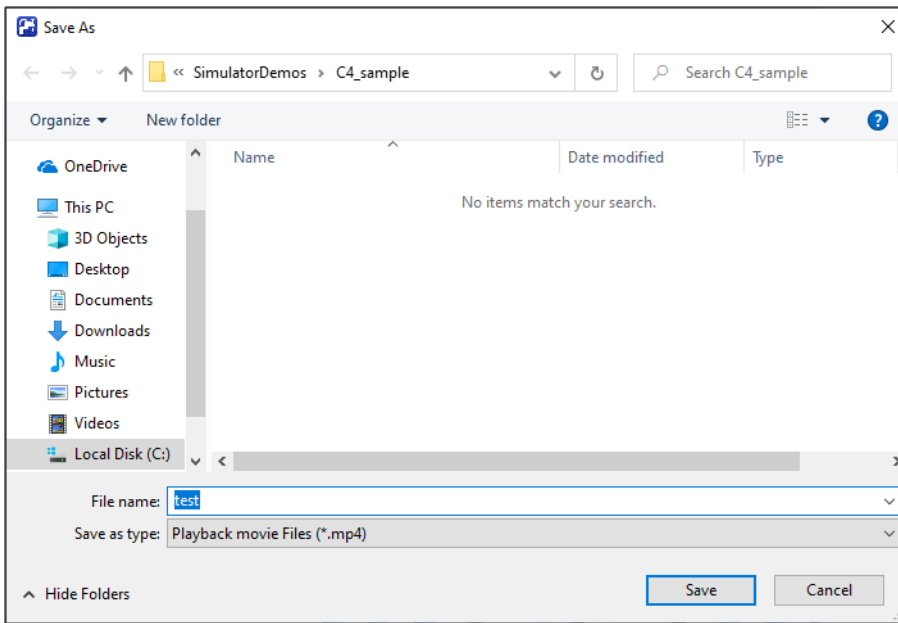 Save As
« SimulatorDemos › C4_sample
Search C4_sample
Organize
New folder
Name
Date modified
Type
No items match your search.
OneDrive
This PC
3D Objects
Desktop
Documents
Downloads
Music
Pictures
Videos
Local Disk (C:)
File name: test
Save as type: Playback movie Files (*.mp4)
Hide Folders
Save
Cancel